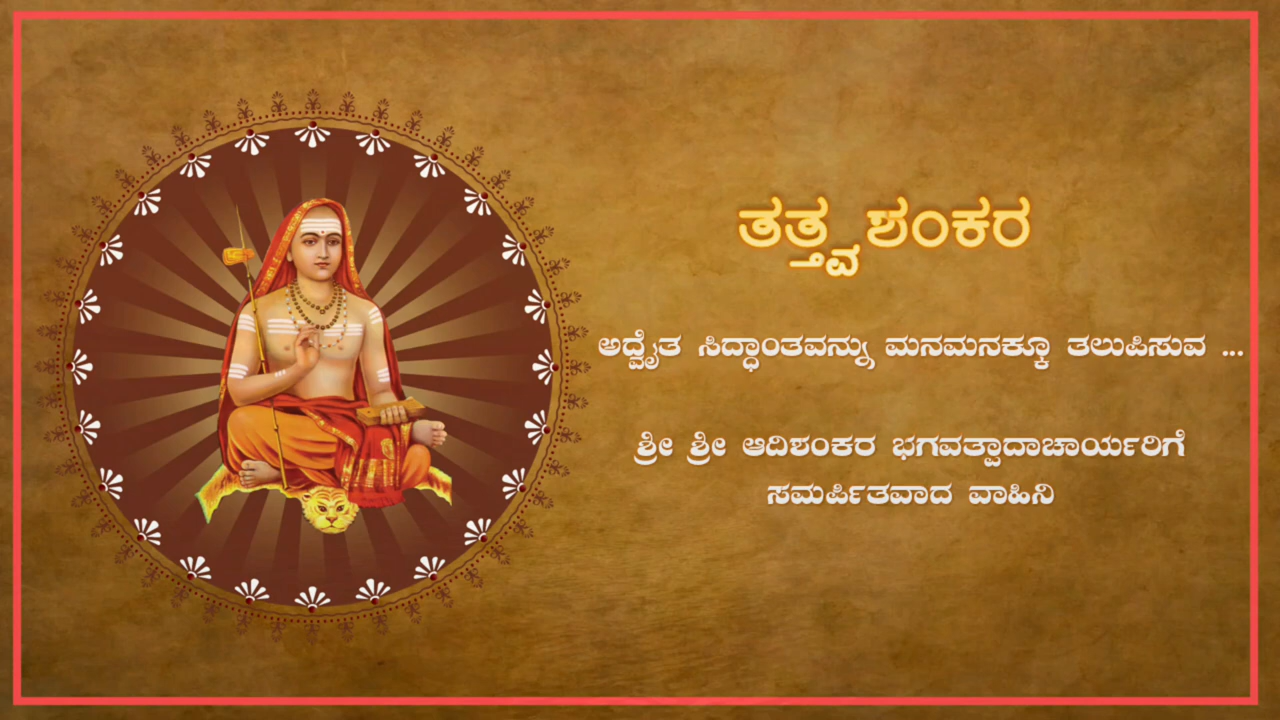 ತತ್ತ್ವಶಂಕರ
ಅದ್ವೈತ ಸಿದ್ಧಾಂತವನ್ನು ಮನಮನಕ್ಕೂ ತಲುಪಿಸುವ ...
ಶ್ರೀ ಶ್ರೀ ಆದಿಶಂಕರ ಭಗವತ್ಪಾದಾಚಾರ್ಯರಿಗೆ
ಸಮರ್ಪಿತವಾದ ವಾಹಿನಿ